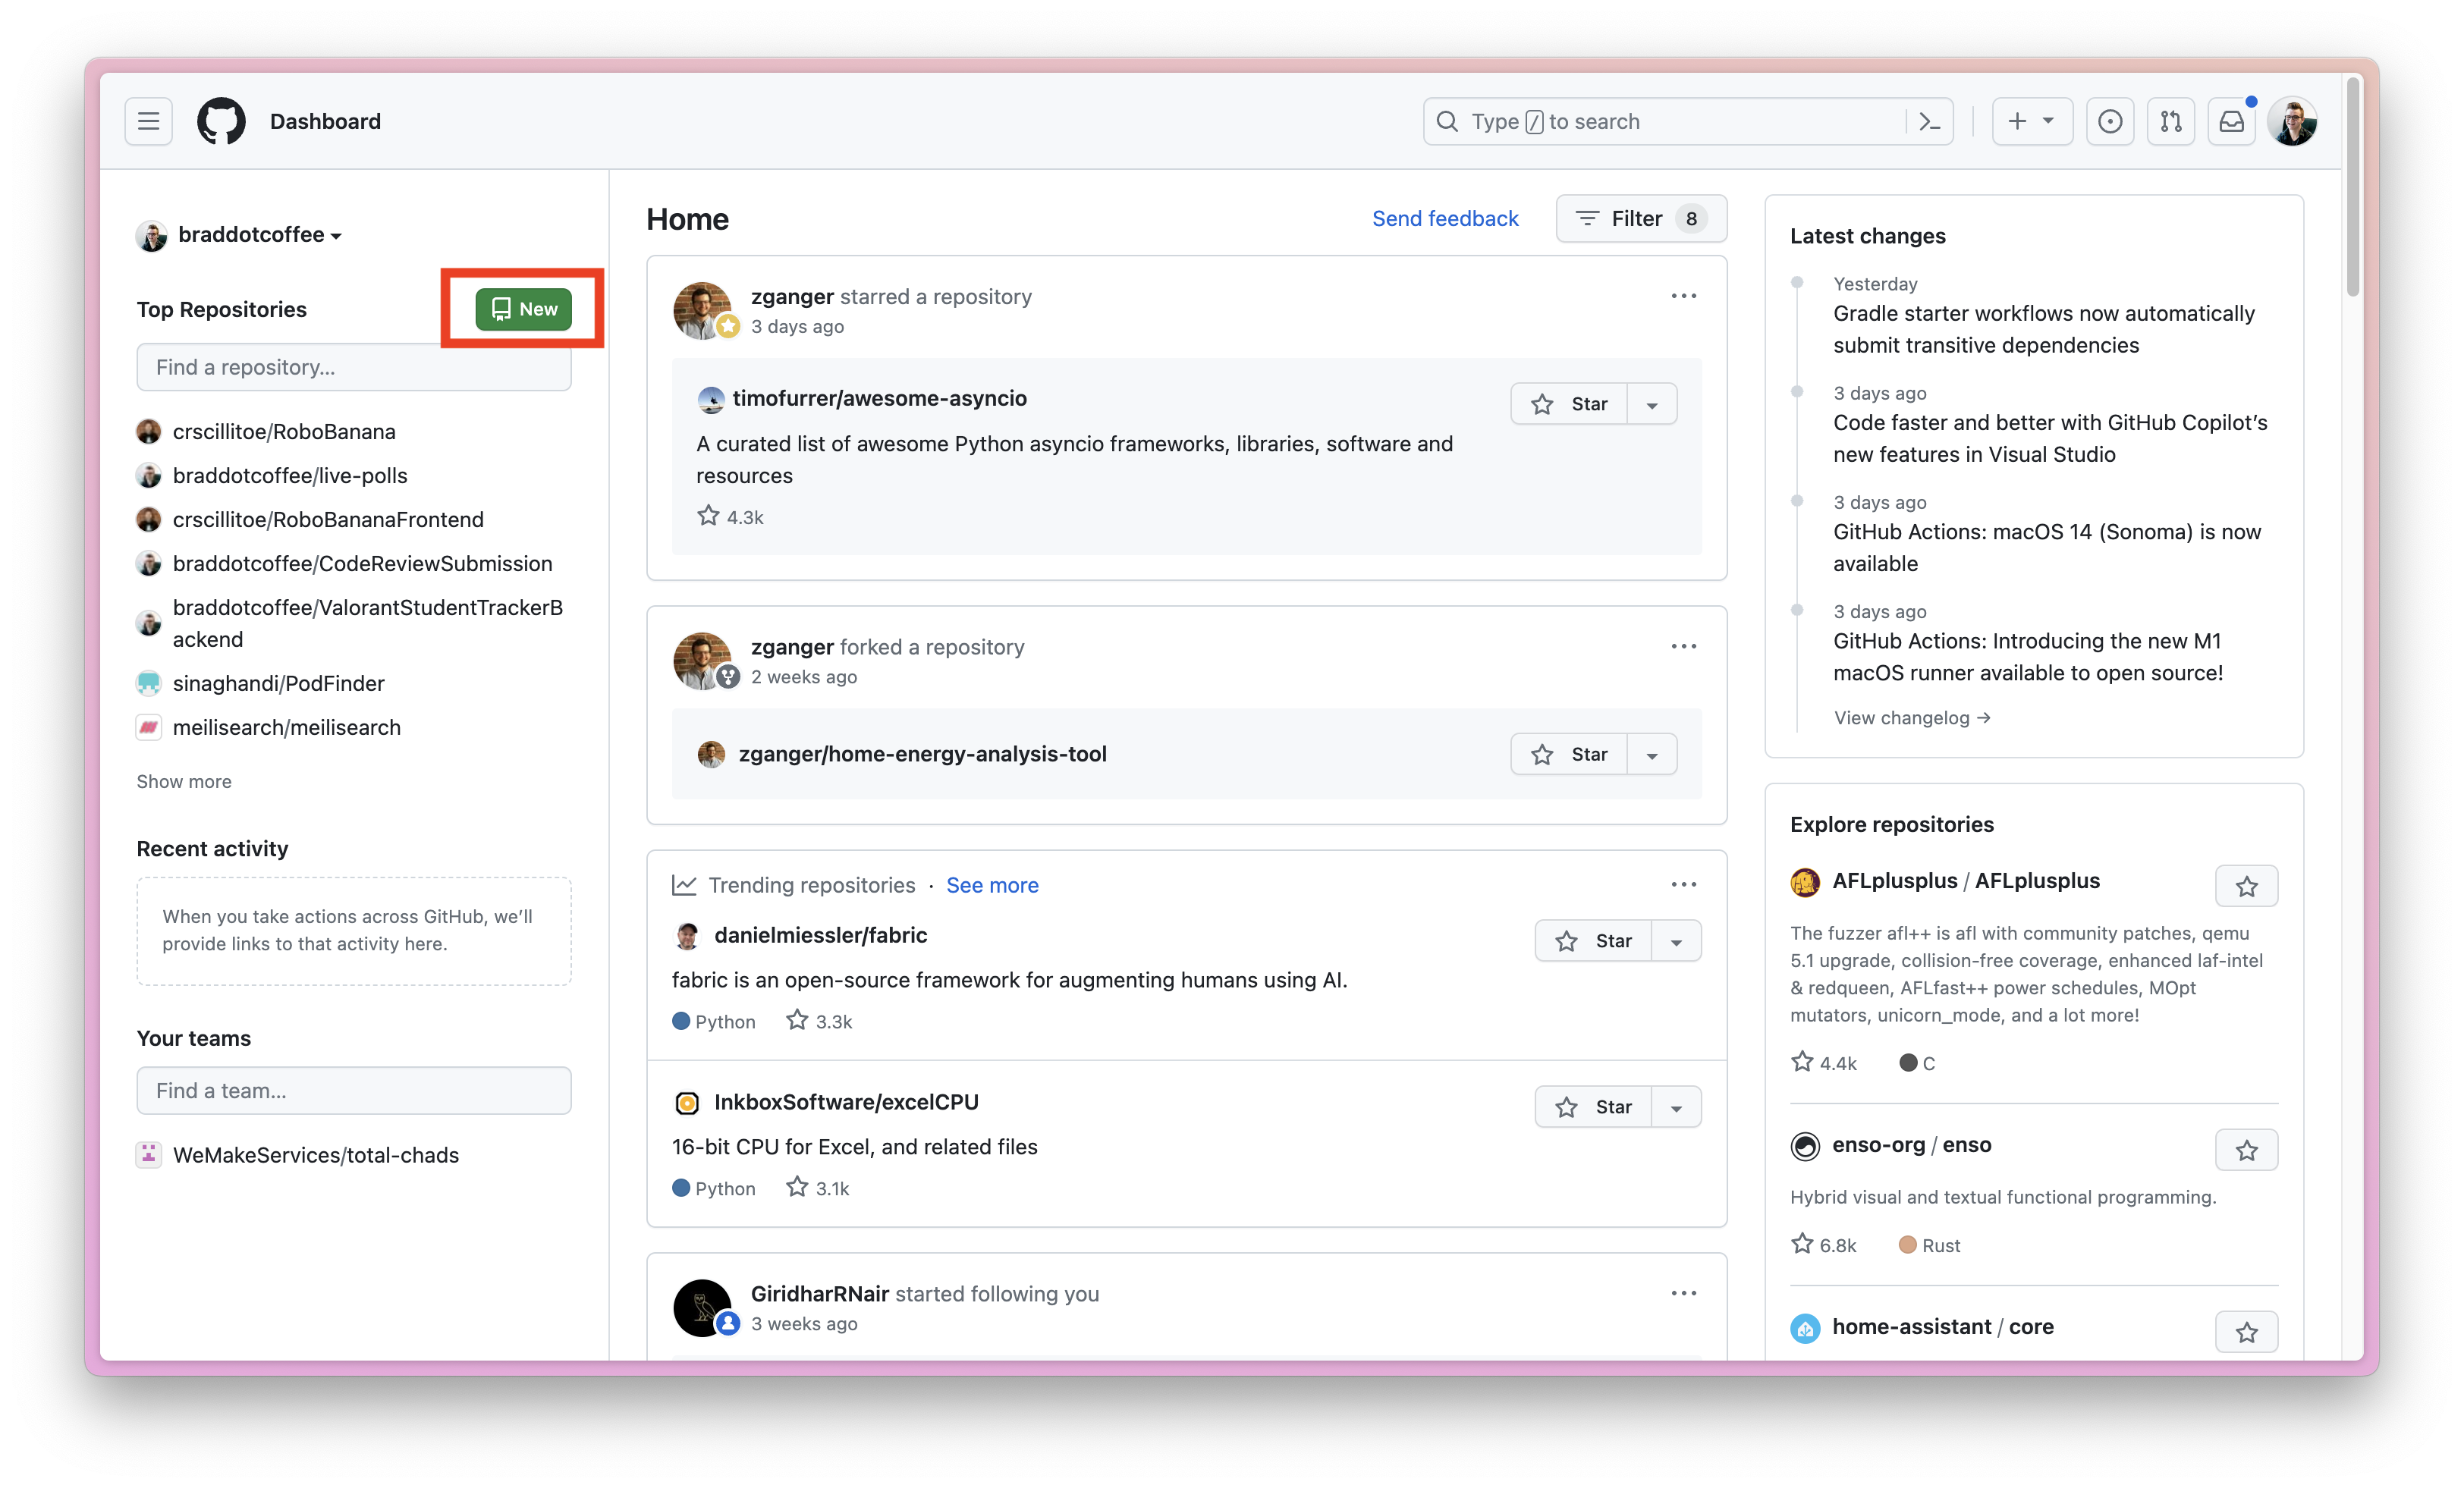 Dashboard
Type / to search
braddotcoffee
Top Repositories
New
Find a repository...
crscillitoe/RoboBanana
braddotcoffee/live-polls
crscillitoe/RoboBananaFrontend
braddotcoffee/CodeReviewSubmission
braddotcoffee/ValorantStudentTrackerB
ackend
sinaghandi/PodFinder
meilisearch/meilisearch
Show more
Recent activity
When you take actions across GitHub, we’ll
provide links to that activity here.
Your teams
Find a team...
WeMakeServices/total-chads
Home
Send feedback
Filter 8
zganger starred a repository
3 days ago
timofurrer/awesome-asyncio
Star
A curated list of awesome Python asyncio frameworks, libraries, software and
resources
4.3k
zganger forked a repository
2 weeks ago
zganger/home-energy-analysis-tool
Star
Trending repositories · See more
danielmiessler/fabric
Star
fabric is an open-source framework for augmenting humans using AI.
Python 3.3k
InkboxSoftware/excelCPU
Star
16-bit CPU for Excel, and related files
Python 3.1k
GiridharRNair started following you
3 weeks ago
Latest changes
Yesterday
Gradle starter workflows now automatically
submit transitive dependencies
3 days ago
Code faster and better with GitHub Copilot’s
new features in Visual Studio
3 days ago
GitHub Actions: macOS 14 (Sonoma) is now
available
3 days ago
GitHub Actions: Introducing the new M1
macOS runner available to open source!
View changelog →
Explore repositories
AFLplusplus / AFLplusplus
The fuzzer afl++ is afl with community patches, qemu
5.1 upgrade, collision-free coverage, enhanced laf-intel
& redqueen, AFLfast++ power schedules, MOpt
mutators, unicorn_mode, and a lot more!
4.4k C
enso-org / enso
Hybrid visual and textual functional programming.
6.8k Rust
home-assistant / core